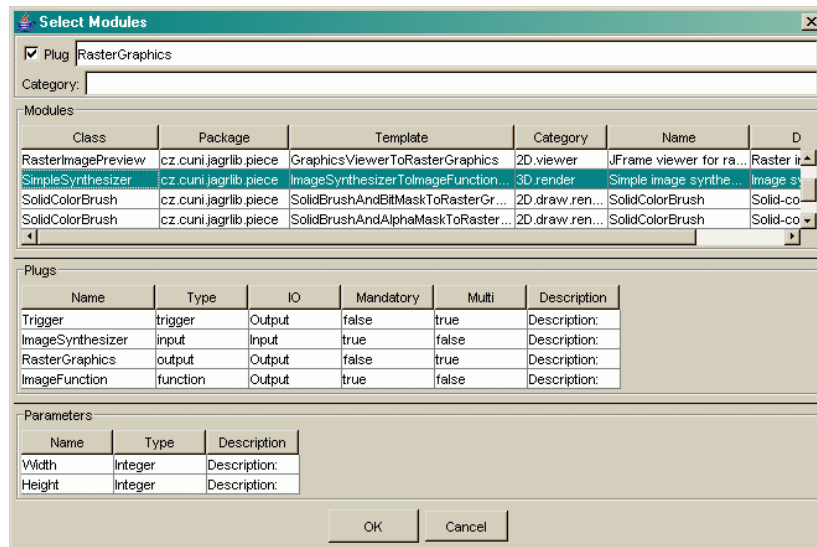 Select Modules
Plug RasterGraphics
Category:
Modules
Class Package Template Category Name D
RasterImagePreview cz.cuni.jagrlib.piece GraphicsViewerToRasterGraphics 2D.viewer JFrame viewer for ra... Raster ir
SimpleSynthesizer cz.cuni.jagrlib.piece ImageSynthesizerToImageFunction... 3D.render Simple image synthe... Image sy
SolidColorBrush cz.cuni.jagrlib.piece SolidBrushAndBitMaskToRasterGr... 2D.draw.ren... SolidColorBrush Solid-co
SolidColorBrush cz.cuni.jagrlib.piece SolidBrushAndAlphaMaskToRaster... 2D.draw.ren... SolidColorBrush Solid-co
Plugs
Name Type IO Mandatory Multi Description
Trigger trigger Output false true Description:
ImageSynthesizer input Input true false Description:
RasterGraphics output Output false true Description:
ImageFunction function Output true false Description:
Parameters
Name Type Description
Width Integer Description:
Height Integer Description:
OK Cancel